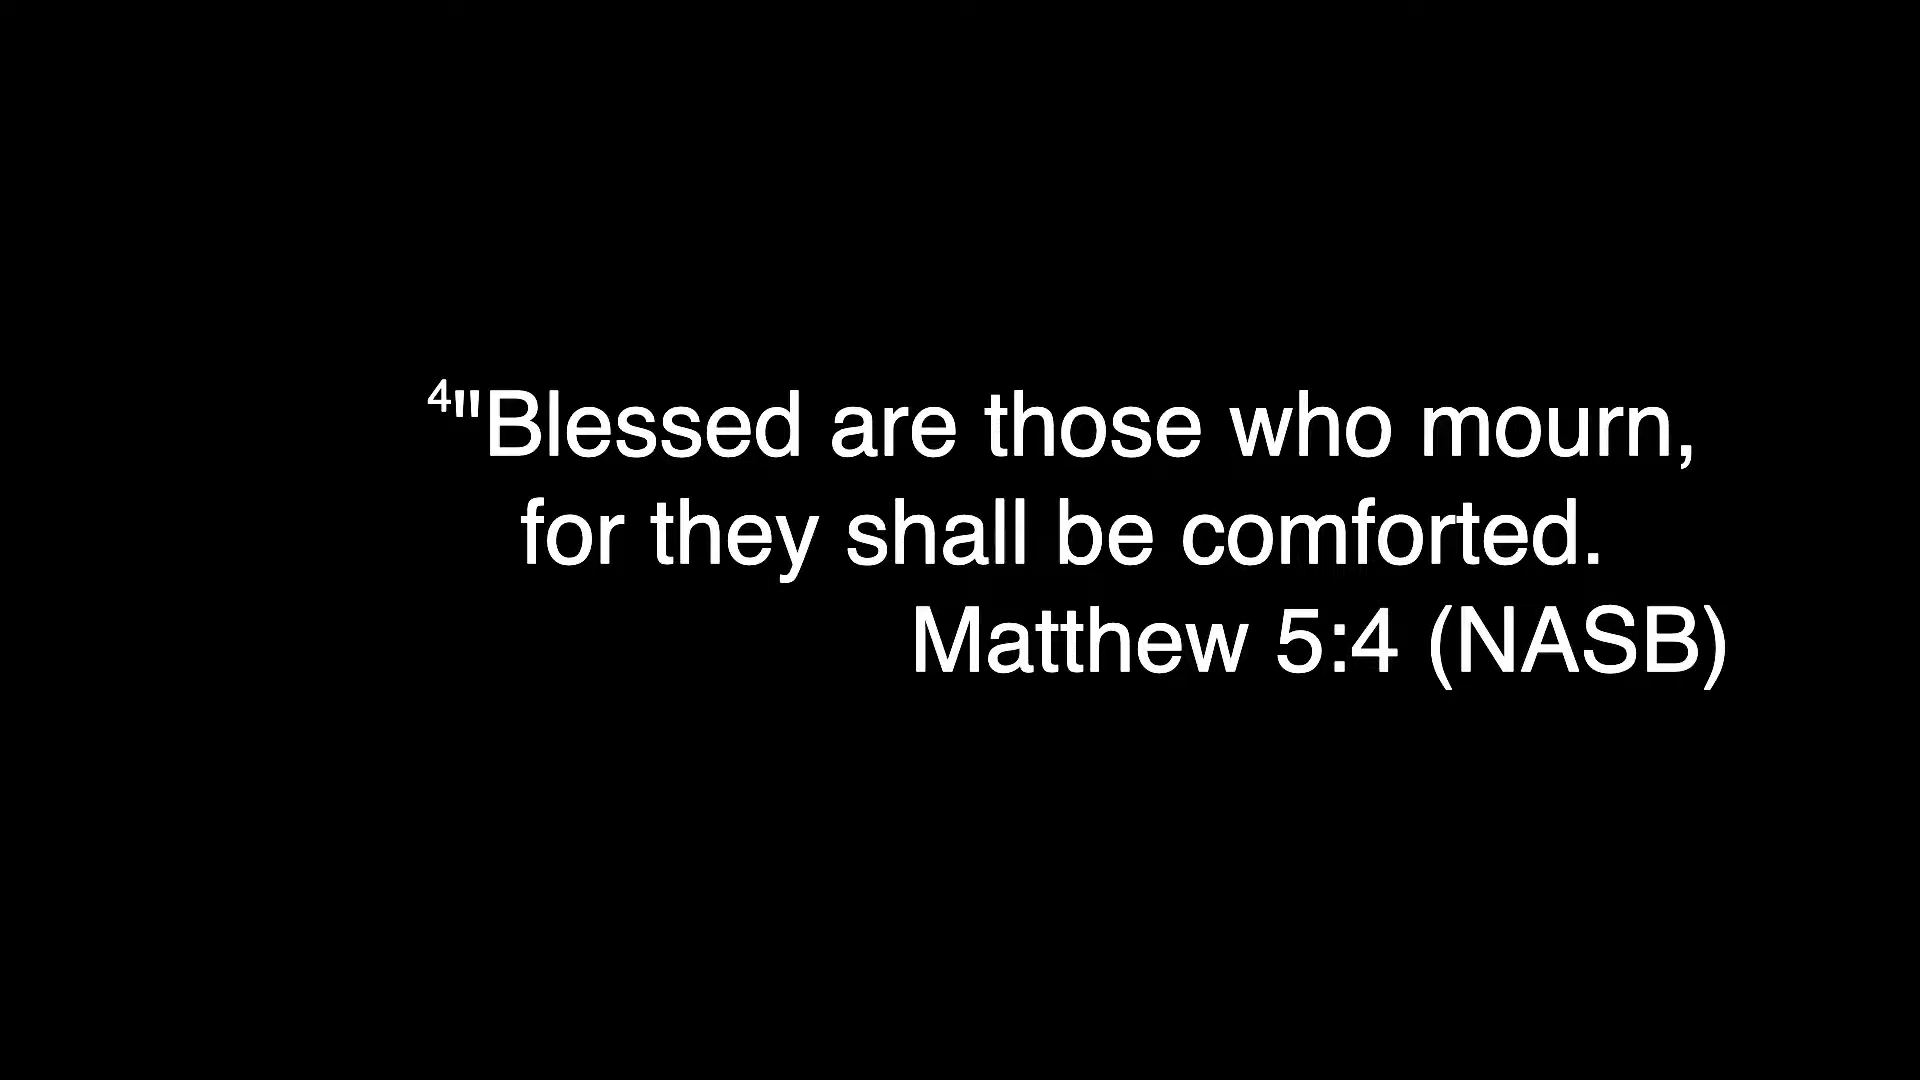 ⁴"Blessed are those who mourn,
for they shall be comforted.
Matthew 5:4 (NASB)